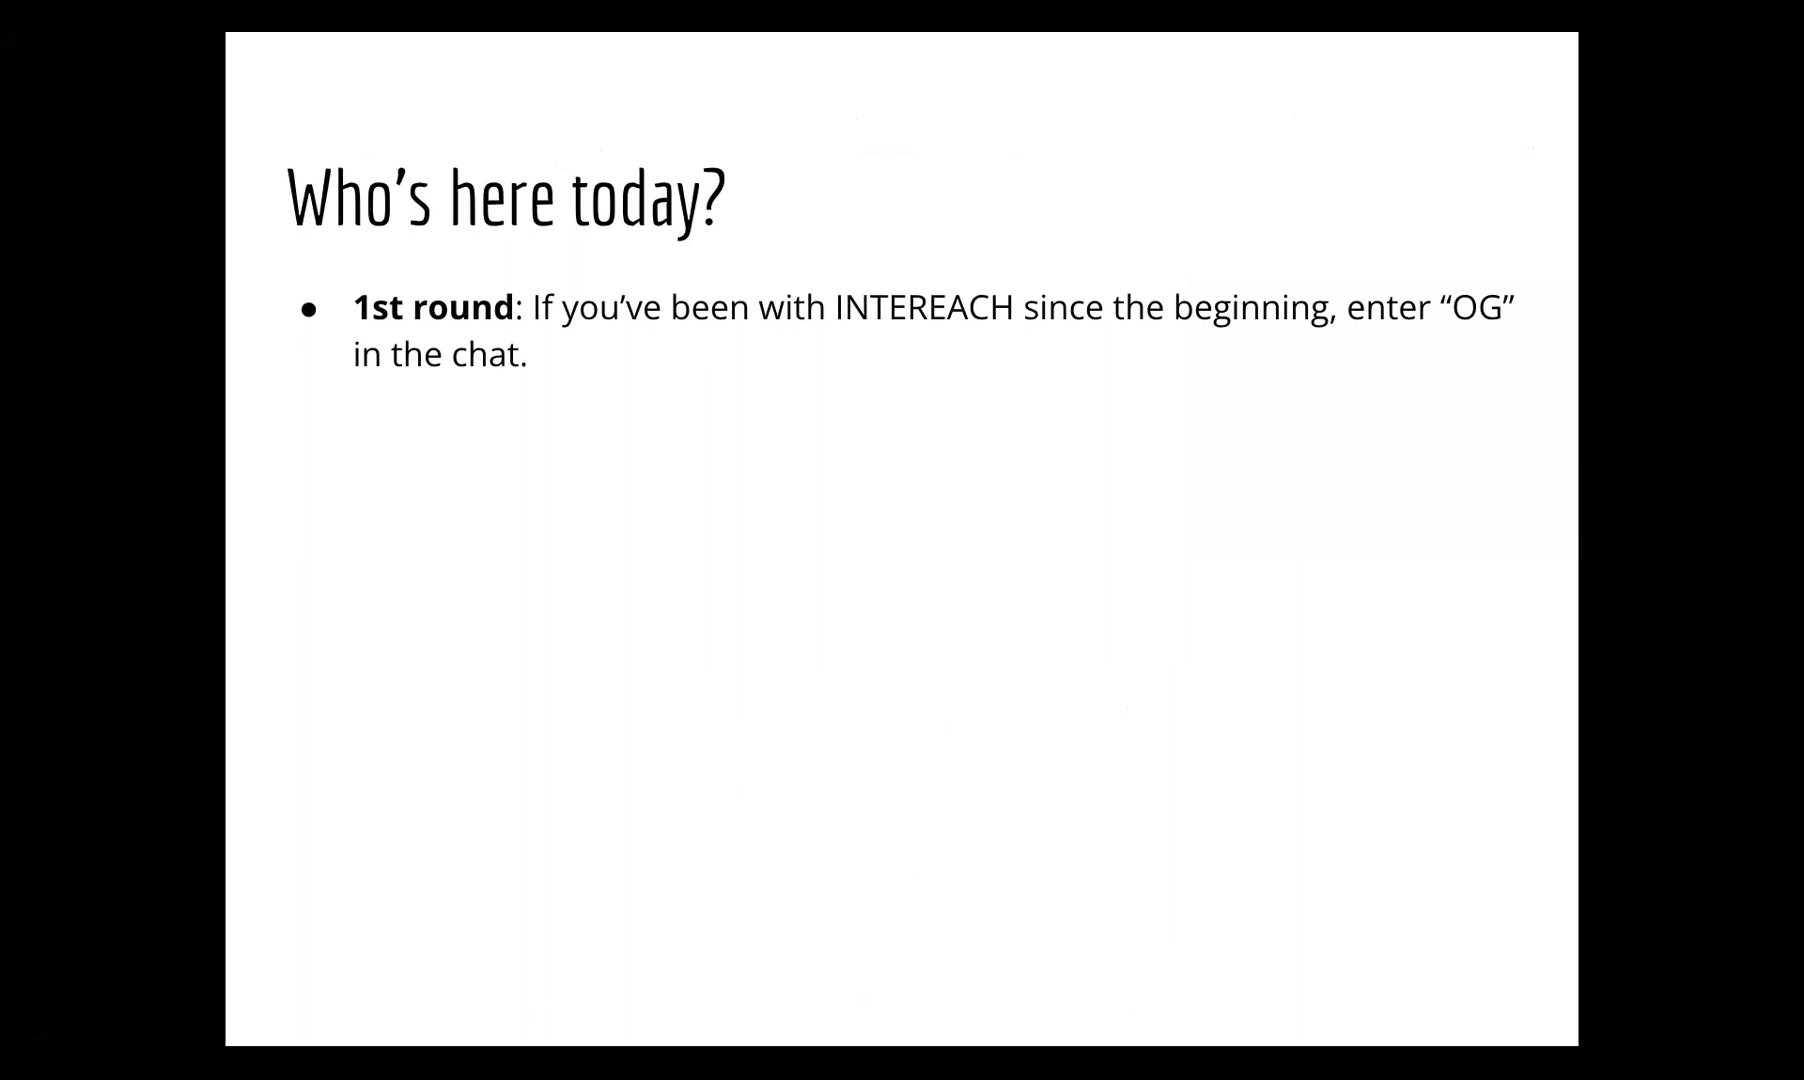 Who’s here today?
● 1st round: If you’ve been with INTEREACH since the beginning, enter “OG”
in the chat.